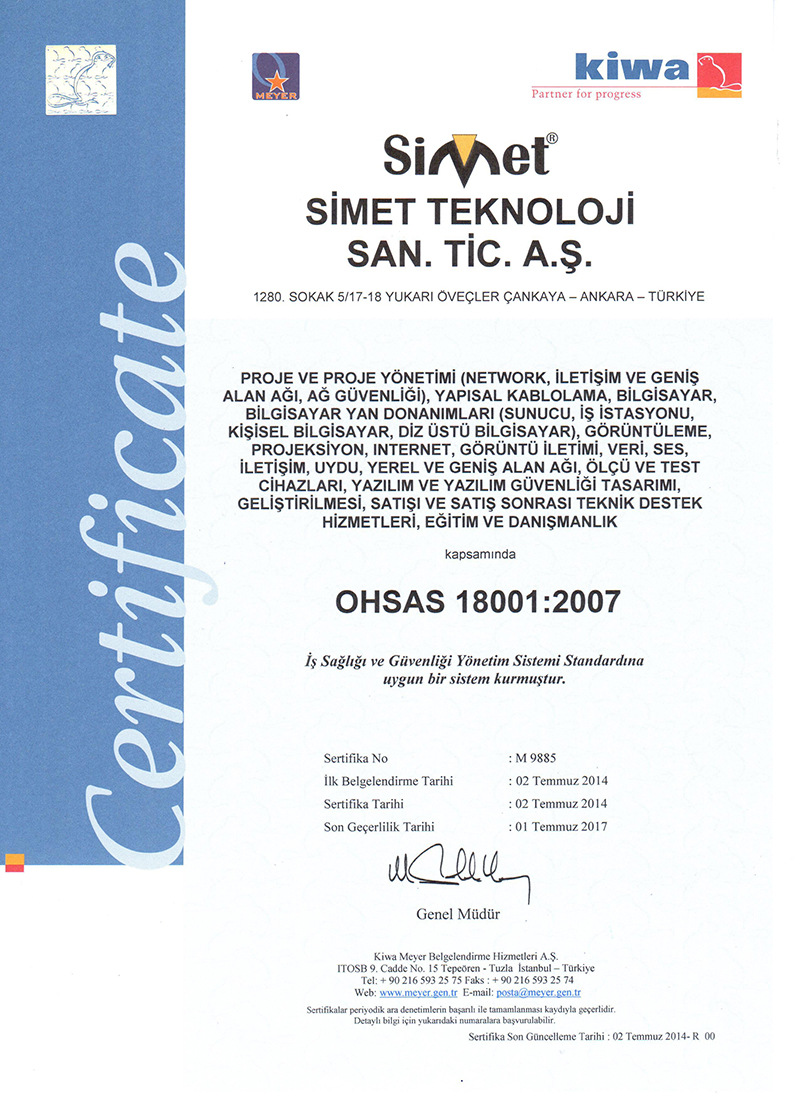 Certificate
MEYER
kiwa
Partner for progress
Simet®
SİMET TEKNOLOJİ
SAN. TİC. A.Ş.
1280. SOKAK 5/17-18 YUKARI ÖVEÇLER ÇANKAYA – ANKARA – TÜRKİYE
PROJE VE PROJE YÖNETİMİ (NETWORK, İLETİŞİM VE GENİŞ
ALAN AĞI, AĞ GÜVENLİĞİ), YAPISAL KABLOLAMA, BİLGİSAYAR,
BİLGİSAYAR YAN DONANIMLARI (SUNUCU, İŞ İSTASYONU,
KİŞİSEL BİLGİSAYAR, DİZ ÜSTÜ BİLGİSAYAR), GÖRÜNTÜLEME,
PROJEKSİYON, INTERNET, GÖRÜNTÜ İLETİMİ, VERİ, SES,
İLETİŞİM, UYDU, YEREL VE GENİŞ ALAN AĞI, ÖLÇÜ VE TEST
CİHAZLARI, YAZILIM VE YAZILIM GÜVENLİĞİ TASARIMI,
GELİŞTİRİLMESİ, SATIŞI VE SATIŞ SONRASI TEKNİK DESTEK
HİZMETLERİ, EĞİTİM VE DANIŞMANLIK
kapsamında
OHSAS 18001:2007
İş Sağlığı ve Güvenliği Yönetim Sistemi Standardına
uygun bir sistem kurmuştur.
Sertifika No : M 9885
İlk Belgelendirme Tarihi : 02 Temmuz 2014
Sertifika Tarihi : 02 Temmuz 2014
Son Geçerlilik Tarihi : 01 Temmuz 2017
Genel Müdür
Kiwa Meyer Belgelendirme Hizmetleri A.Ş.
ITOSB 9. Cadde No. 15 Tepeören - Tuzla İstanbul – Türkiye
Tel: + 90 216 593 25 75 Faks : + 90 216 593 25 74
Web: www.meyer.gen.tr E-mail: posta@meyer.gen.tr
Sertifikalar periyodik ara denetimlerin başarılı ile tamamlanması kaydıyla geçerlidir.
Detaylı bilgi için yukarıdaki numaralara başvurulabilir.
Sertifika Son Güncelleme Tarihi : 02 Temmuz 2014- R 00